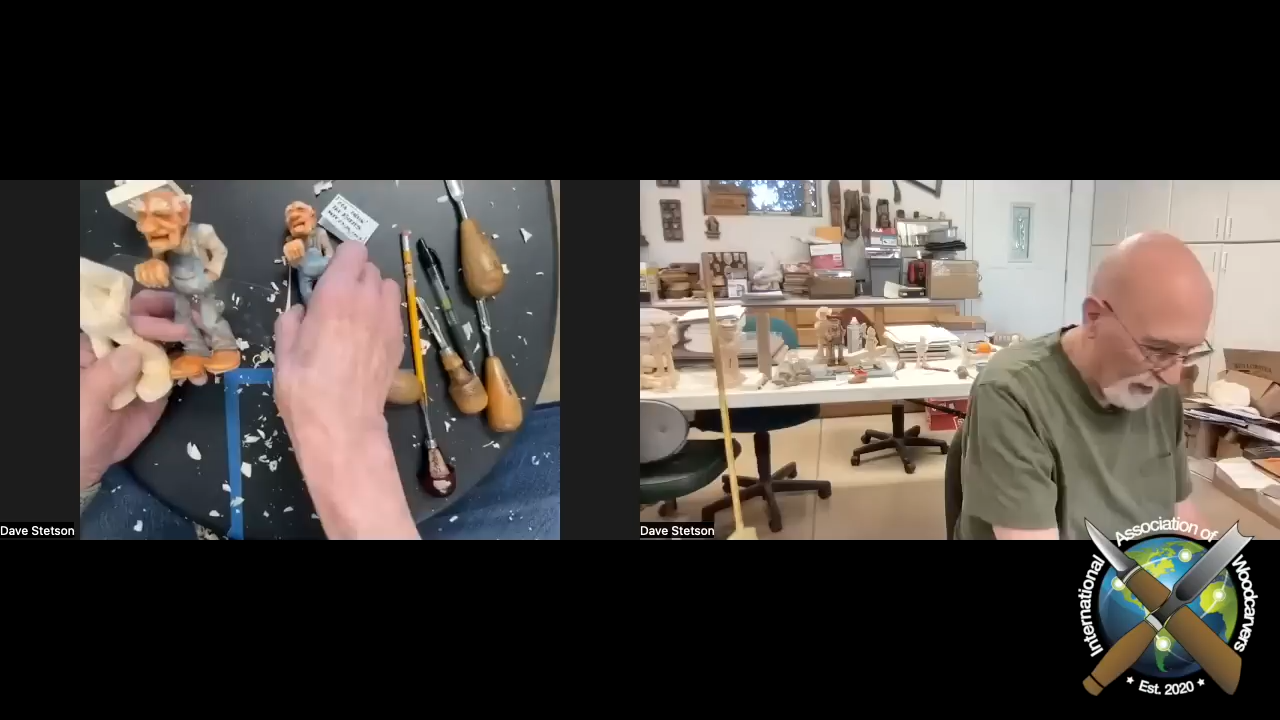 Dave Stetson
Dave Stetson
International Association of Woodcarvers
Est. 2020